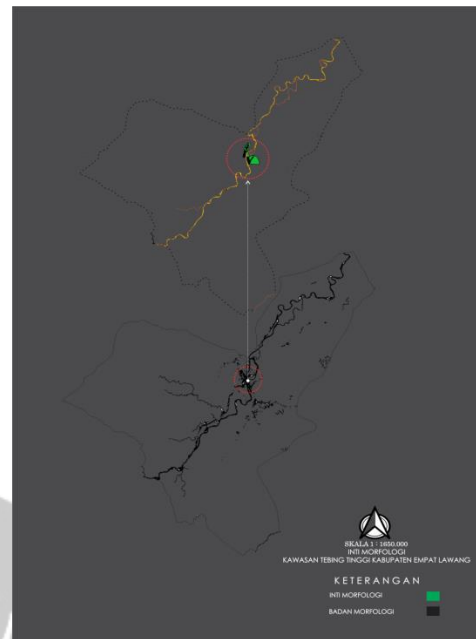 SKALA 1 : 1650.000
INTI MORFOLOGI
KAWASAN TEBING TINGGI KABUPATEN EMPAT LAWANG
KETERANGAN
INTI MORFOLOGI
BADAN MORFOLOGI